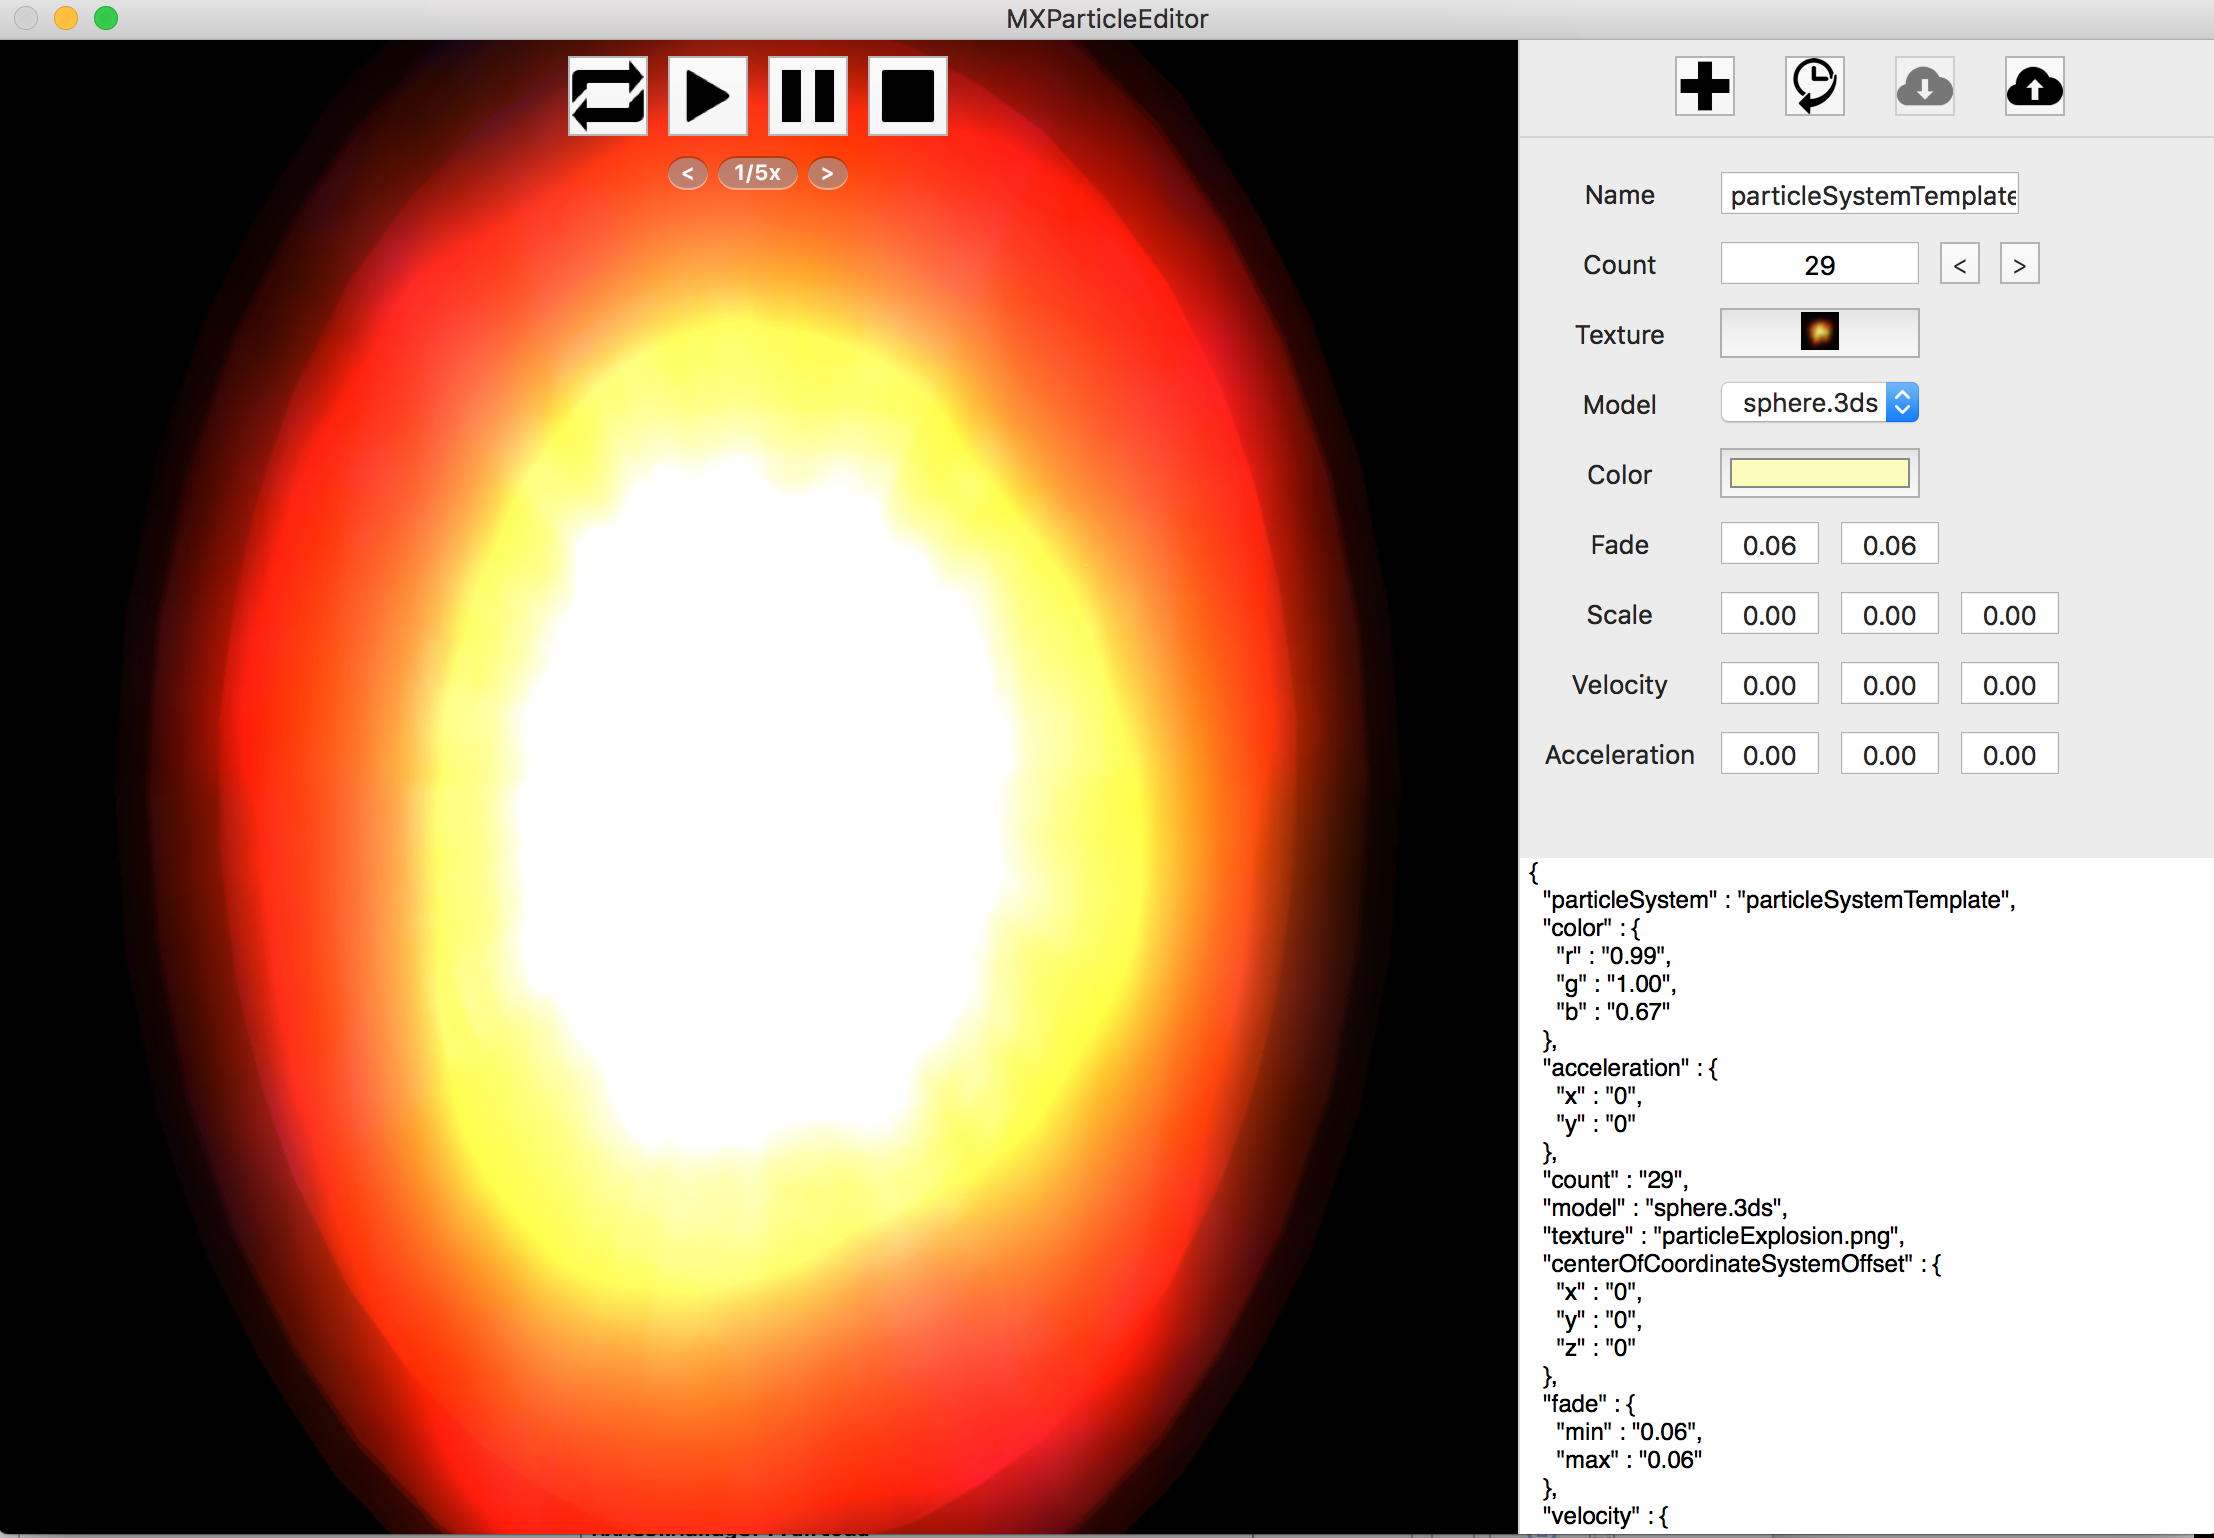 MXParticleEditor
< 1/5x >
Name particleSystemTemplate
Count 29 < >
Texture
Model sphere.3ds
Color
Fade 0.06 0.06
Scale 0.00 0.00 0.00
Velocity 0.00 0.00 0.00
Acceleration 0.00 0.00 0.00
{
"particleSystem" : "particleSystemTemplate",
"color" : {
"r" : "0.99",
"g" : "1.00",
"b" : "0.67"
},
"acceleration" : {
"x" : "0",
"y" : "0"
},
"count" : "29",
"model" : "sphere.3ds",
"texture" : "particleExplosion.png",
"centerOfCoordinateSystemOffset" : {
"x" : "0",
"y" : "0",
"z" : "0"
},
"fade" : {
"min" : "0.06",
"max" : "0.06"
},
"velocity" : {